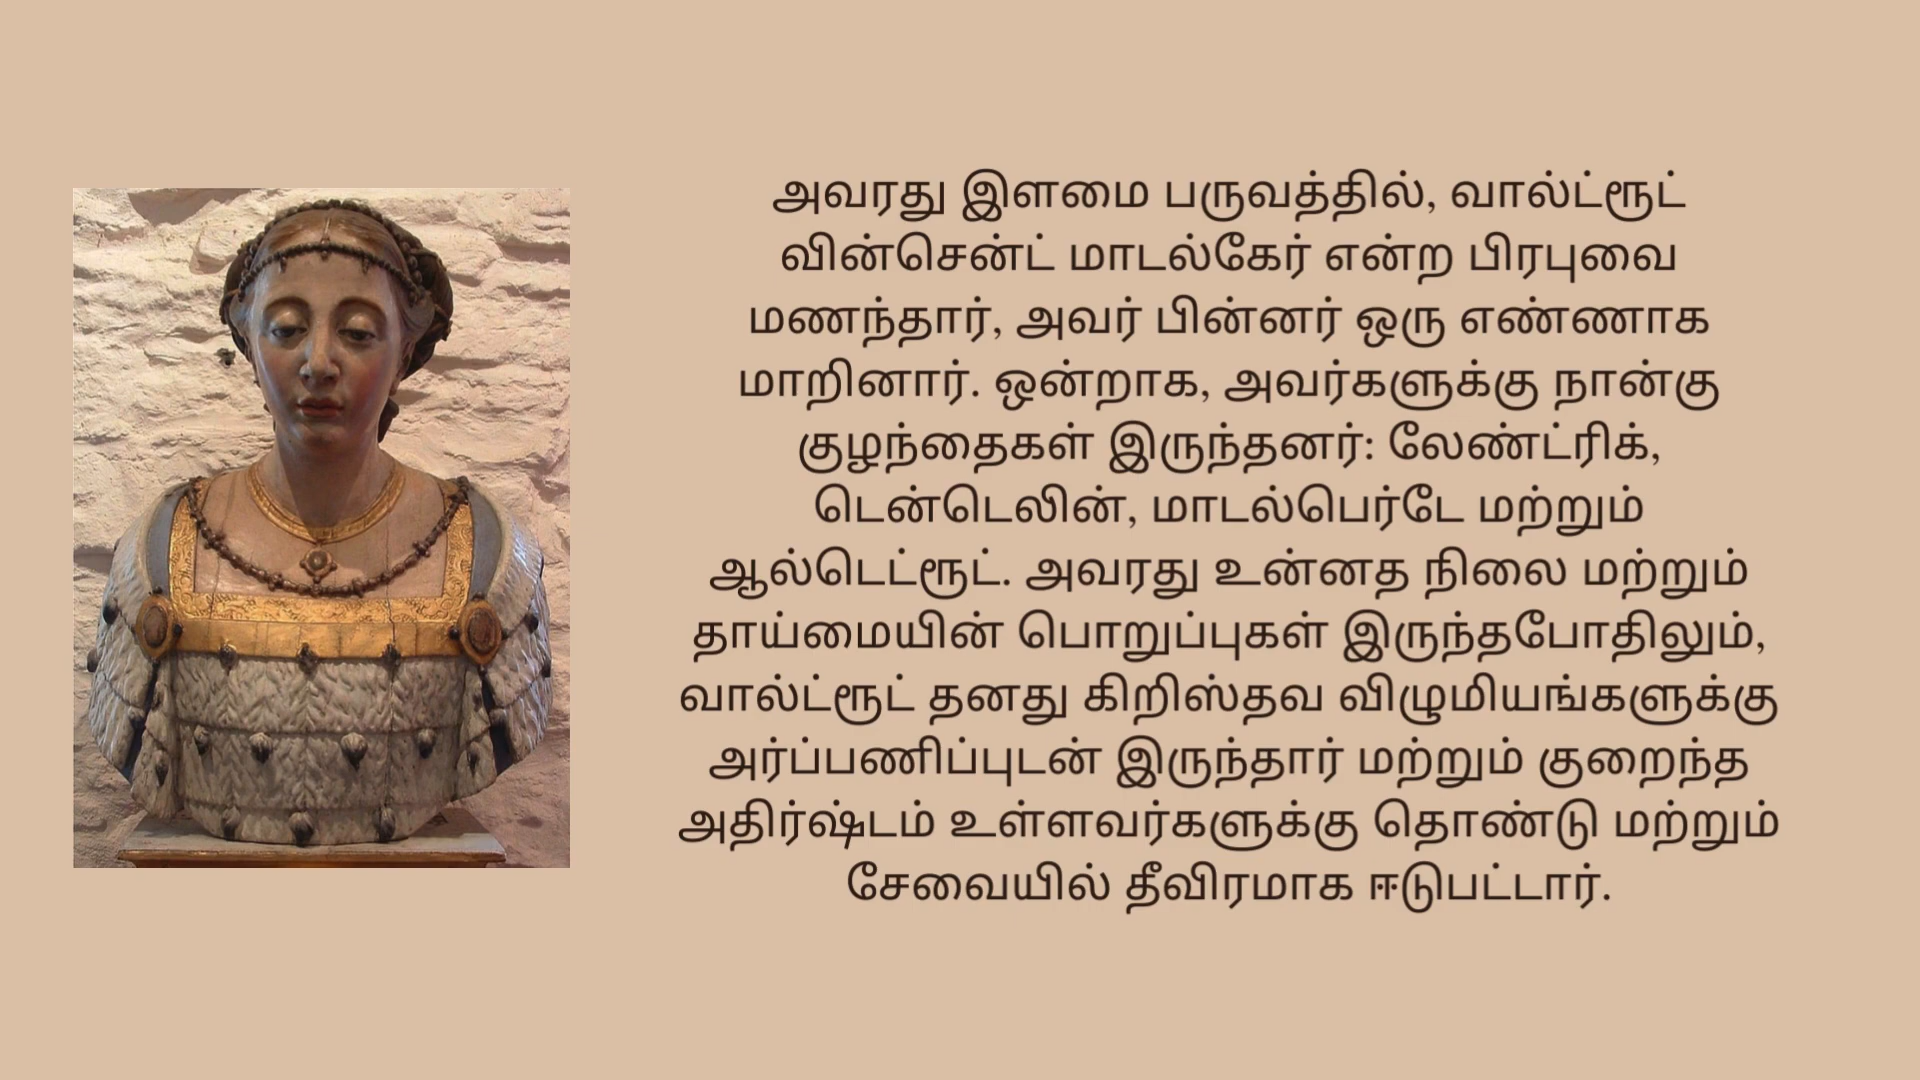 அவரது இளமை பருவத்தில், வால்ட்ரூட்
வின்சென்ட் மாடல்கேர் என்ற பிரபுவை
மணந்தார், அவர் பின்னர் ஒரு எண்ணாக
மாறினார். ஒன்றாக, அவர்களுக்கு நான்கு
குழந்தைகள் இருந்தனர்: லேண்ட்ரிக்,
டென்டெலின், மாடல்பெர்டே மற்றும்
ஆல்டெட்ரூட். அவரது உன்னத நிலை மற்றும்
தாய்மையின் பொறுப்புகள் இருந்தபோதிலும்,
வால்ட்ரூட் தனது கிறிஸ்தவ விழுமியங்களுக்கு
அர்ப்பணிப்புடன் இருந்தார் மற்றும் குறைந்த
அதிர்ஷ்டம் உள்ளவர்களுக்கு தொண்டு மற்றும்
சேவையில் தீவிரமாக ஈடுபட்டார்.